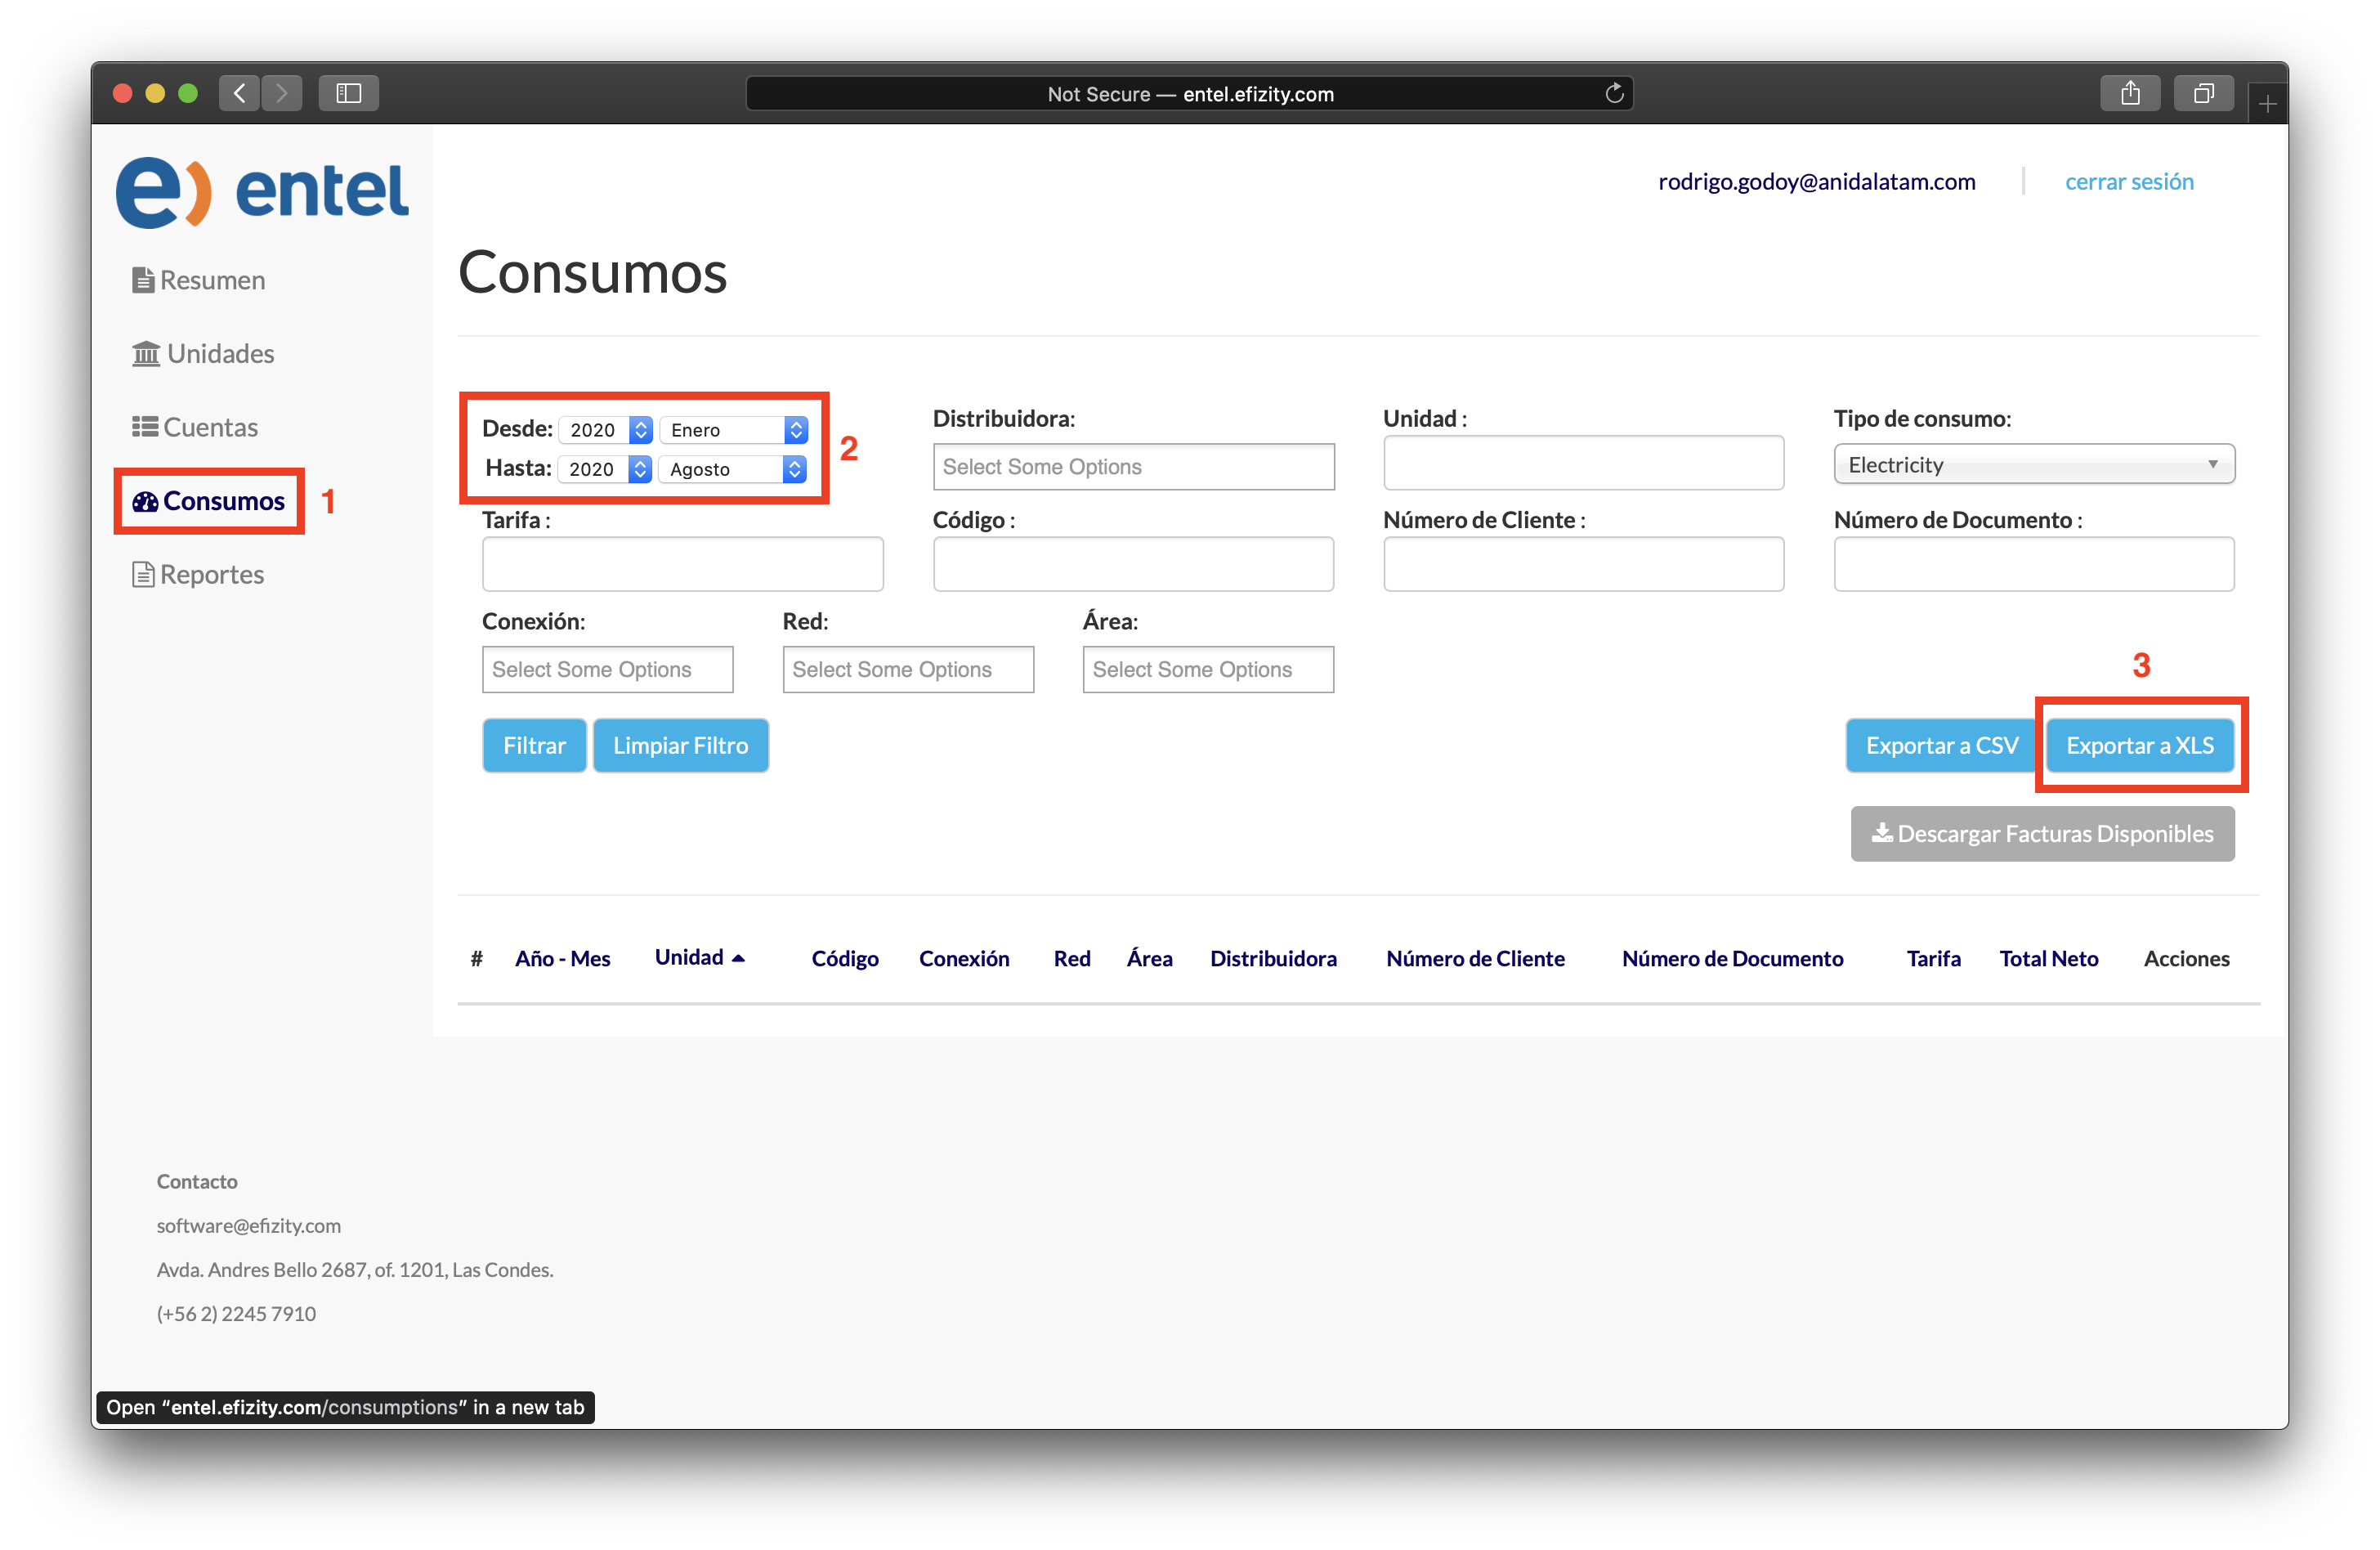 Not Secure — entel.efizity.com
e) entel
rodrigo.godoy@anidalatam.com
cerrar sesión
Resumen
Unidades
Cuentas
Consumos
1
Reportes
Consumos
Desde: 2020 Enero
Hasta: 2020 Agosto
2
Distribuidora:
Select Some Options
Unidad :
Tipo de consumo:
Electricity
Tarifa :
Código :
Número de Cliente :
Número de Documento :
Conexión:
Select Some Options
Red:
Select Some Options
Área:
Select Some Options
3
Filtrar
Limpiar Filtro
Exportar a CSV
Exportar a XLS
Descargar Facturas Disponibles
# Año - Mes Unidad Código Conexión Red Área Distribuidora Número de Cliente Número de Documento Tarifa Total Neto Acciones
Contacto
software@efizity.com
Avda. Andres Bello 2687, of. 1201, Las Condes.
(+56 2) 2245 7910
Open “entel.efizity.com/consumptions” in a new tab